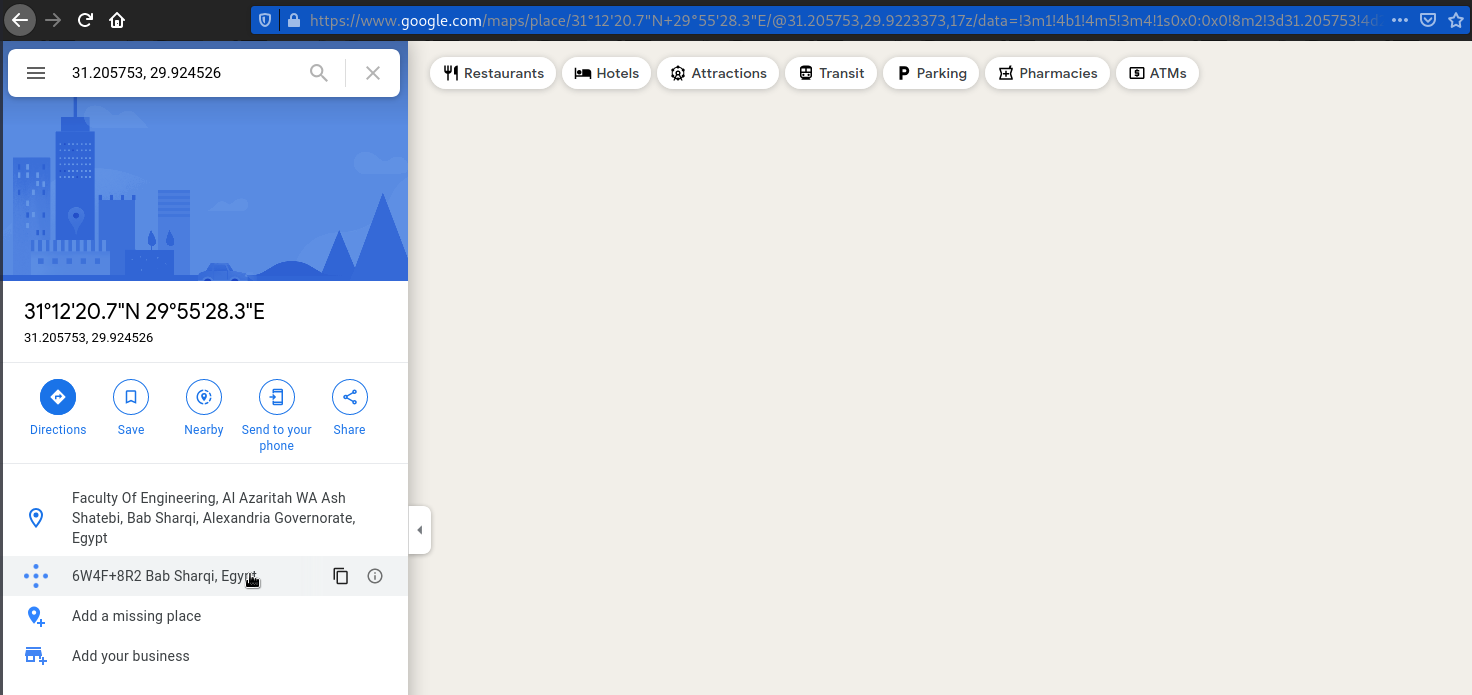 https://www.google.com/maps/place/31°12'20.7"N+29°55'28.3"E/@31.205753,29.9223373,17z/data=!3m1!4b1!4m5!3m4!1s0x0:0x0!8m2!3d31.205753!4d
31.205753, 29.924526
Restaurants
Hotels
Attractions
Transit
Parking
Pharmacies
ATMs
31°12'20.7"N 29°55'28.3"E
31.205753, 29.924526
Directions
Save
Nearby
Send to your
phone
Share
Faculty Of Engineering, Al Azaritah WA Ash
Shatebi, Bab Sharqi, Alexandria Governorate,
Egypt
6W4F+8R2 Bab Sharqi, Egypt
Add a missing place
Add your business